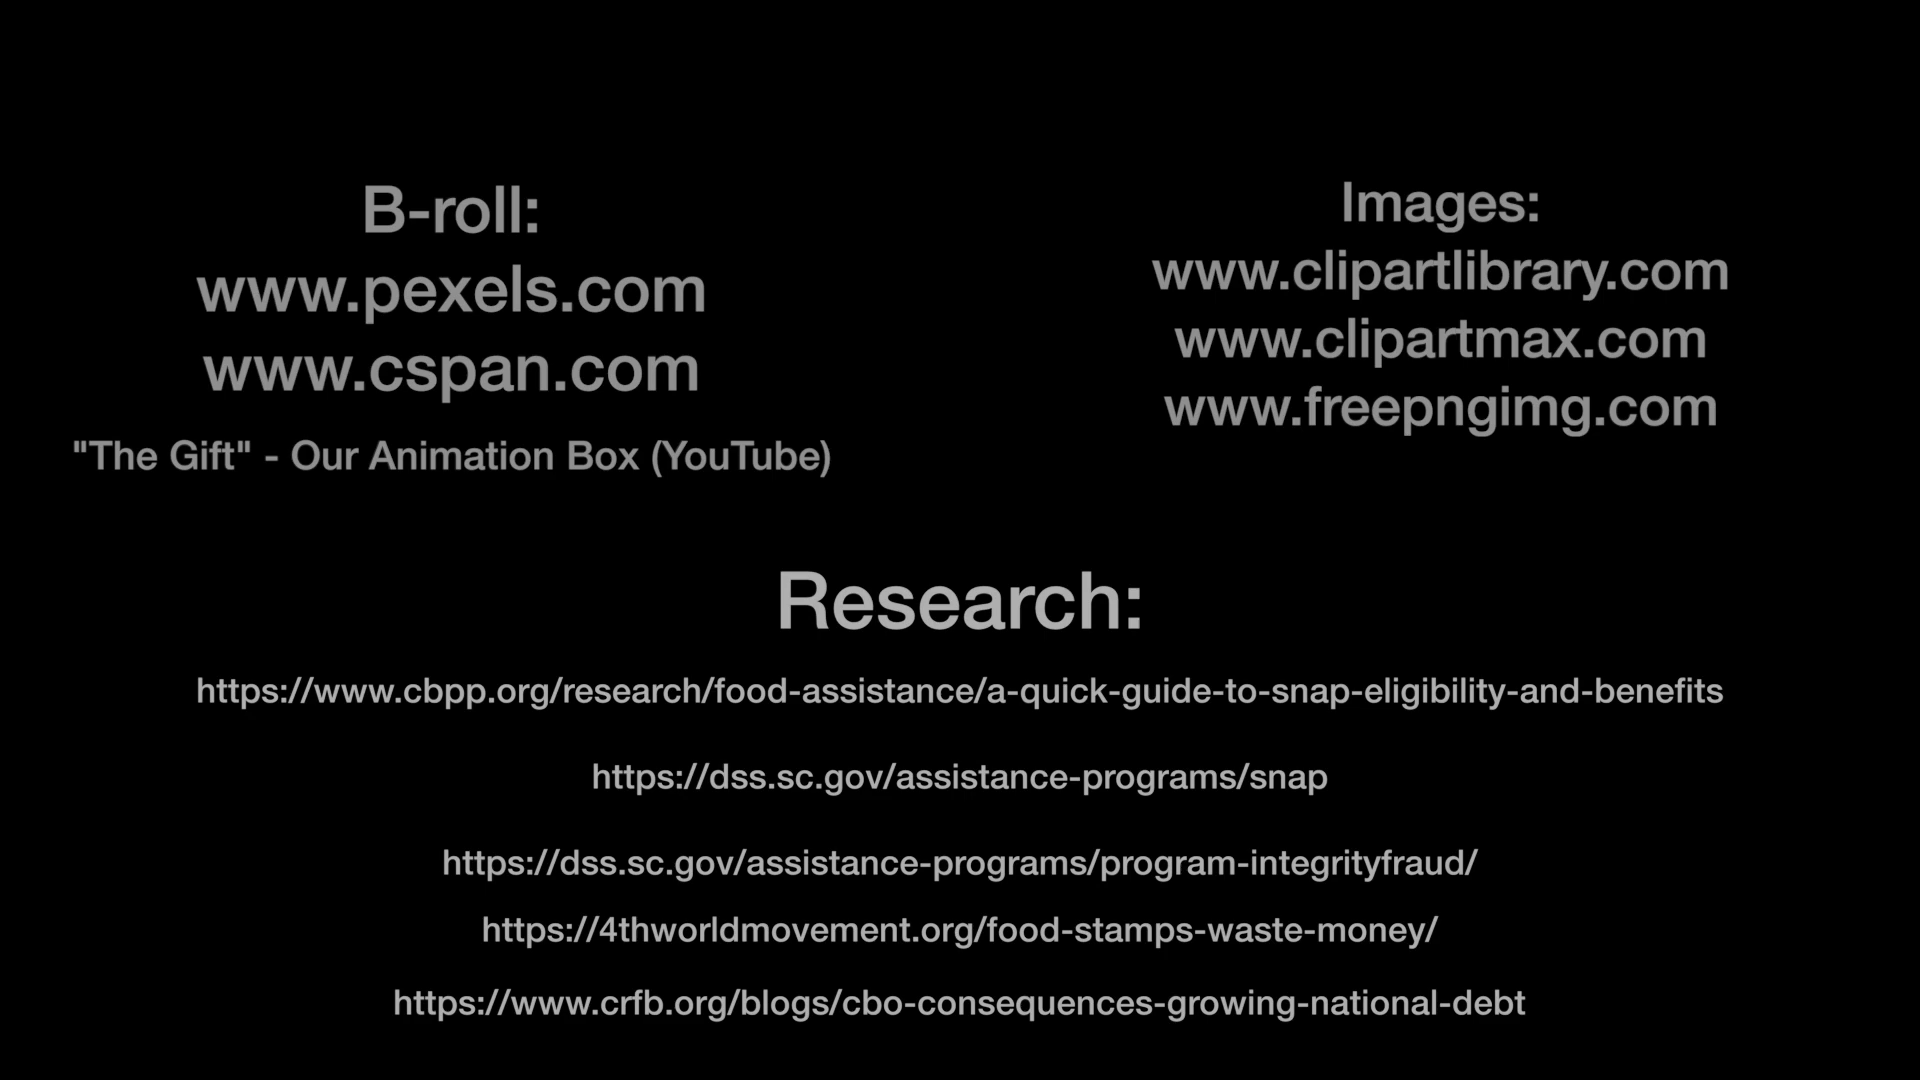 B-roll:
www.pexels.com
www.cspan.com
"The Gift" - Our Animation Box (YouTube)
Images:
www.clipartlibrary.com
www.clipartmax.com
www.freepngimg.com
Research:
https://www.cbpp.org/research/food-assistance/a-quick-guide-to-snap-eligibility-and-benefits
https://dss.sc.gov/assistance-programs/snap
https://dss.sc.gov/assistance-programs/program-integrityfraud/
https://4thworldmovement.org/food-stamps-waste-money/
https://www.crfb.org/blogs/cbo-consequences-growing-national-debt